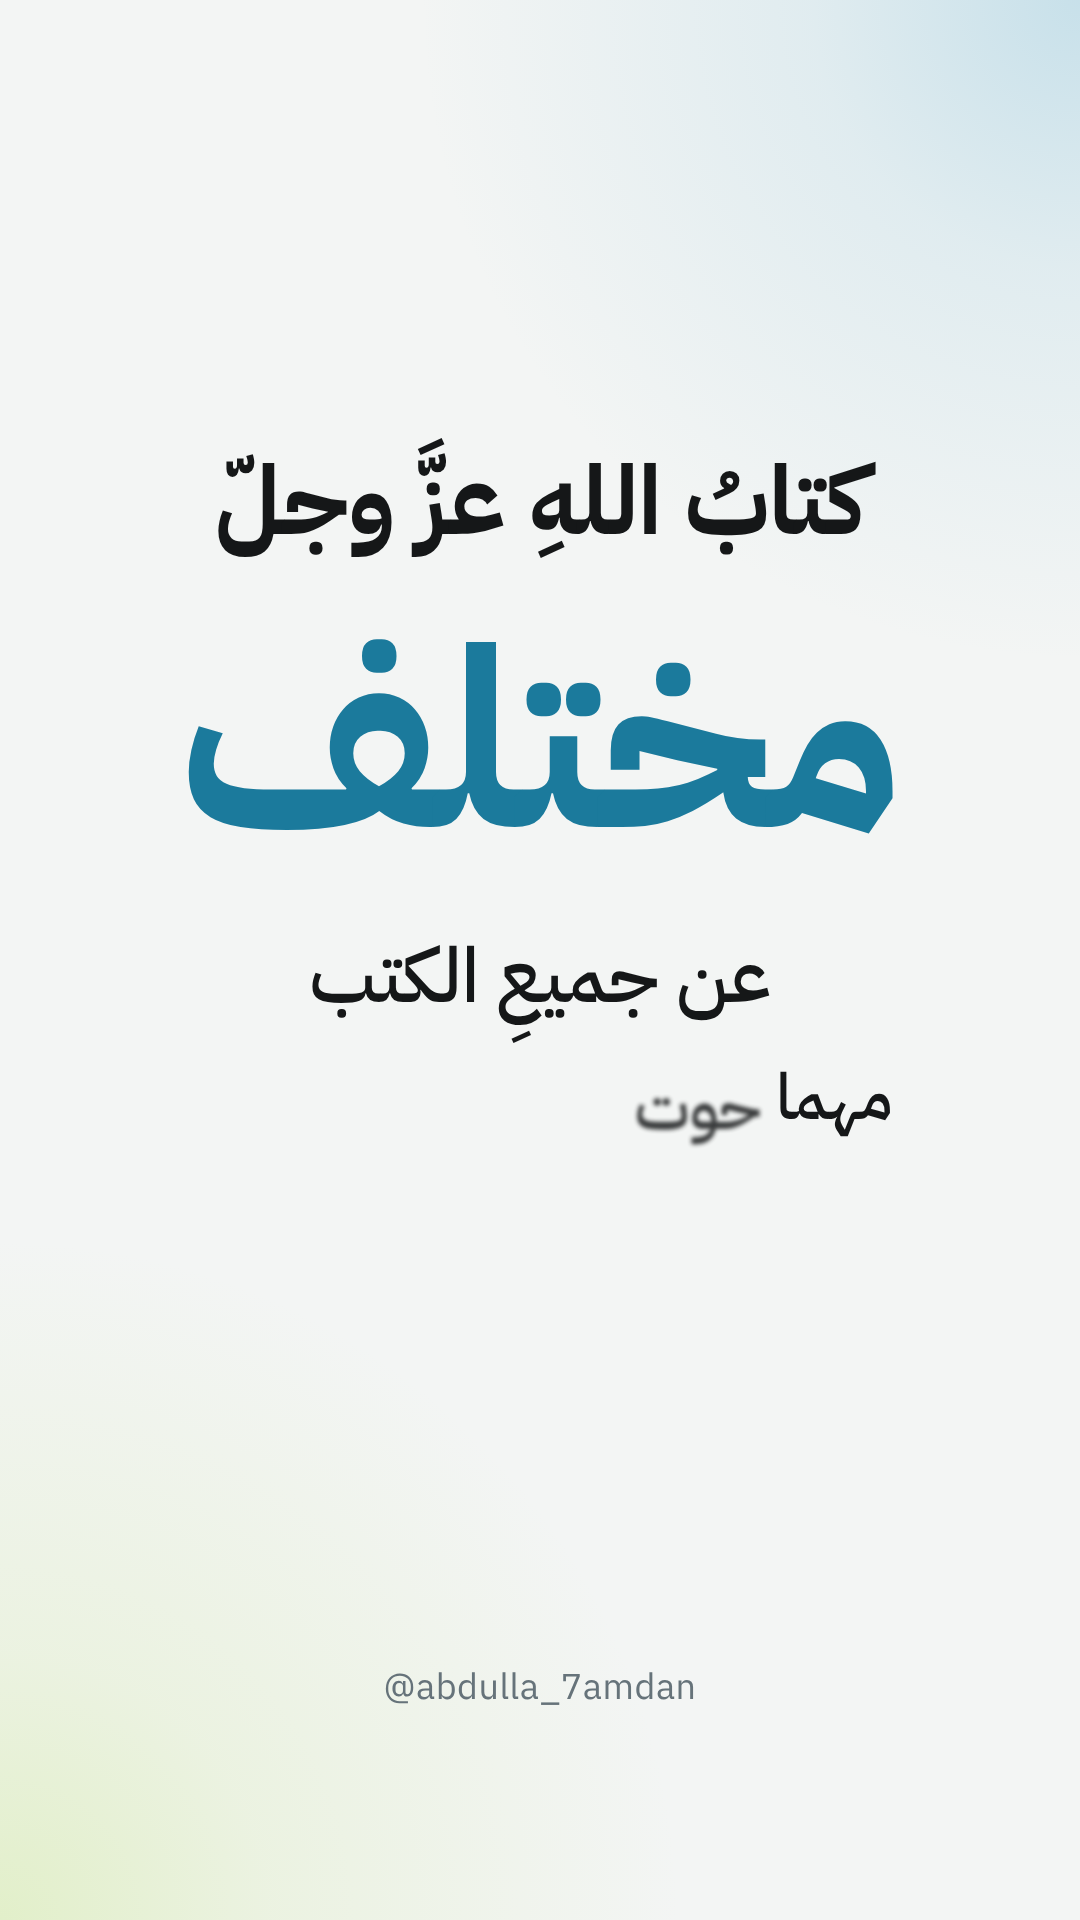 كتابُ اللهِ عزَّ وجلّ
مختلف
عن جميعِ الكتب
مهما حوت
@abdulla_7amdan